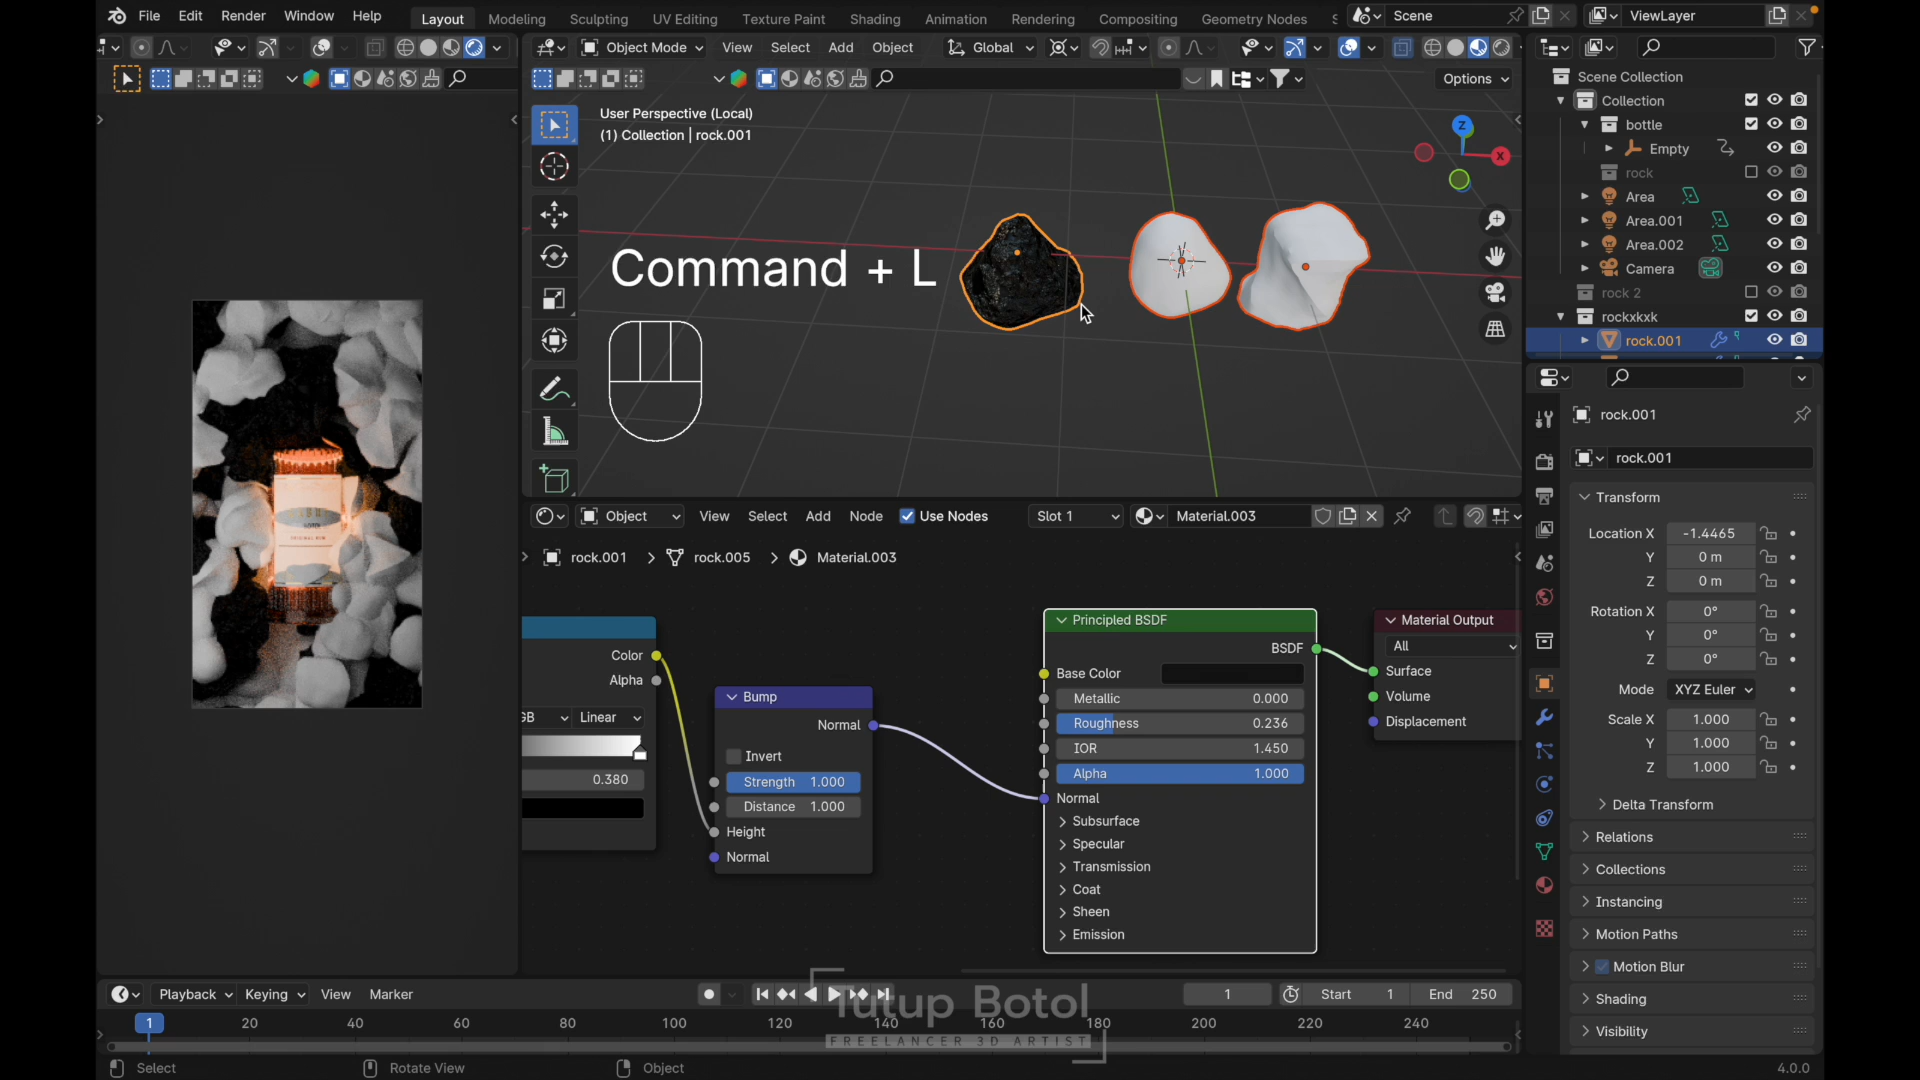 File Edit Render Window Help Layout Modeling Sculpting UV Editing Texture Paint Shading Animation Rendering Compositing Geometry Nodes Scene ViewLayer
Object Mode View Select Add Object Global
Options
User Perspective (Local)
(1) Collection | rock.001
Command + L
Z
X
Scene Collection
Collection
bottle
Empty
rock
Area
Area.001
Area.002
Camera
rock 2
rockxkxk
rock.001
rock.001
rock.001
Transform
Location X -1.4465
Y 0 m
Z 0 m
Rotation X 0°
Y 0°
Z 0°
Mode XYZ Euler
Scale X 1.000
Y 1.000
Z 1.000
Delta Transform
Relations
Collections
Instancing
Motion Paths
Motion Blur
Shading
Visibility
Object View Select Add Node Use Nodes Slot 1 Material.003
rock.001 > rock.005 > Material.003
Color
Alpha
GB Linear
0.380
Bump
Normal
Invert
Strength 1.000
Distance 1.000
Height
Normal
Principled BSDF
BSDF
Base Color
Metallic 0.000
Roughness 0.236
IOR 1.450
Alpha 1.000
Normal
Subsurface
Specular
Transmission
Coat
Sheen
Emission
Material Output
All
Surface
Volume
Displacement
Playback Keying View Marker 1 Start 1 End 250
Tutup Botol
FREELANCER 3D ARTIST
1 20 40 60 80 100 120 140 160 180 200 220 240
Select Rotate View Object 4.0.0